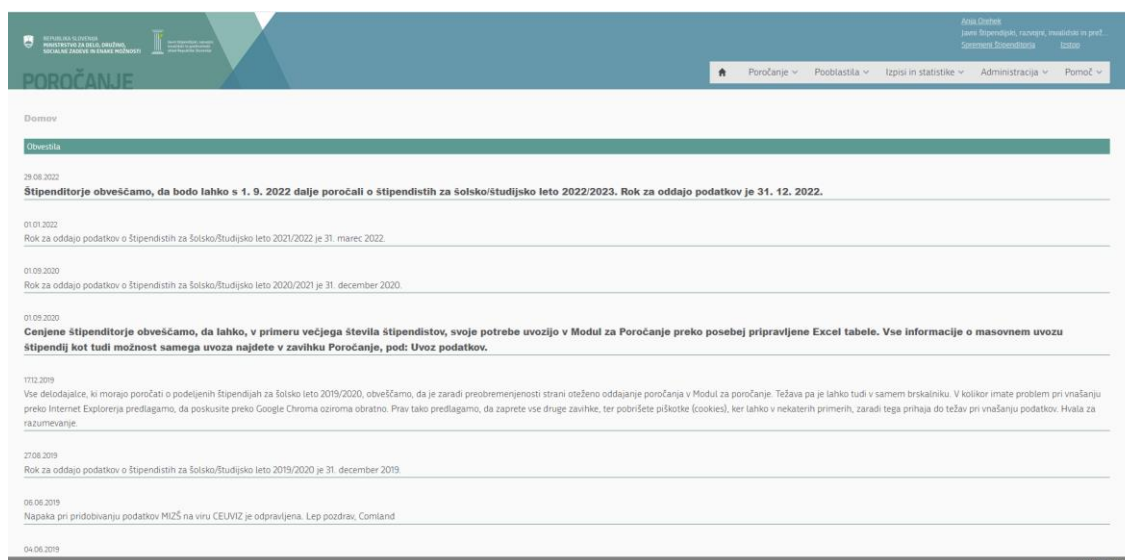 REPUBLIKA SLOVENIJA
MINISTRSTVO ZA DELO, DRUŽINO,
SOCIALNE ZADEVE IN ENAKE MOŽNOSTI
POROČANJE
Javni štipendijski, razvojni, invalidski in pref...
Spremeni štipenditorja Izstop
Poročanje Pooblastila Izpisi in statistike Administracija Pomoč
Domov
Obvestila
29.08.2022
Štipenditorje obveščamo, da bodo lahko s 1. 9. 2022 dalje poročali o štipendistih za šolsko/študijsko leto 2022/2023. Rok za oddajo podatkov je 31. 12. 2022.
01.01.2022
Rok za oddajo podatkov o štipendistih za šolsko/študijsko leto 2021/2022 je 31. marec 2022.
01.09.2020
Rok za oddajo podatkov o štipendistih za šolsko/študijsko leto 2020/2021 je 31. december 2020.
01.09.2020
Cenjene štipenditorje obveščamo, da lahko, v primeru večjega števila štipendistov, svoje potrebe uvozijo v Modul za Poročanje preko posebej pripravljene Excel tabele. Vse informacije o masovnem uvozu
štipendij kot tudi možnost samega uvoza najdete v zavihku Poročanje, pod: Uvoz podatkov.
17.12.2019
Vse delodajalce, ki morajo poročati o podeljenih štipendijah za šolsko leto 2019/2020, obveščamo, da je zaradi preobremenjenosti strani oteženo oddajanje poročanja v Modul za poročanje. Težava pa je lahko tudi v samem brskalniku. V kolikor imate problem pri vnašanju
preko Internet Explorerja predlagamo, da poskusite preko Google Chroma oziroma obratno. Prav tako predlagamo, da zaprete vse druge zavihke, ter pobrišete piškotke (cookies), ker lahko v nekaterih primerih, zaradi tega prihaja do težav pri vnašanju podatkov. Hvala za
razumevanje.
27.08.2019
Rok za oddajo podatkov o štipendistih za šolsko/študijsko leto 2019/2020 je 31. december 2019.
06.06.2019
Napaka pri pridobivanju podatkov MIZŠ na viru CEUVIZ je odpravljena. Lep pozdrav, Comland
04.06.2019